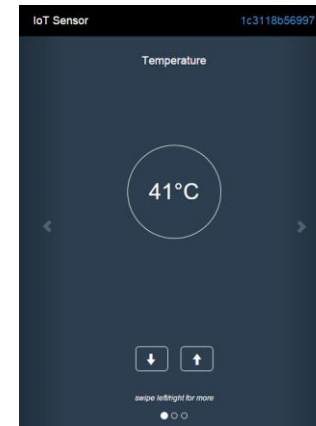 IoT Sensor 1c3118b56997
Temperature
41°C
swipe left/right for more